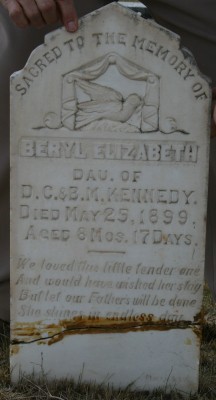 SACRED TO THE MEMORY OF
BERYL ELIZABETH
DAU. OF
D. C. & B. M. KENNEDY.
DIED MAY 25, 1899.
AGED 8 MOS. 17 DAYS.
We loved this little tender one
And would have wished her stay
But let our Father's will be done
She shines in endless day.